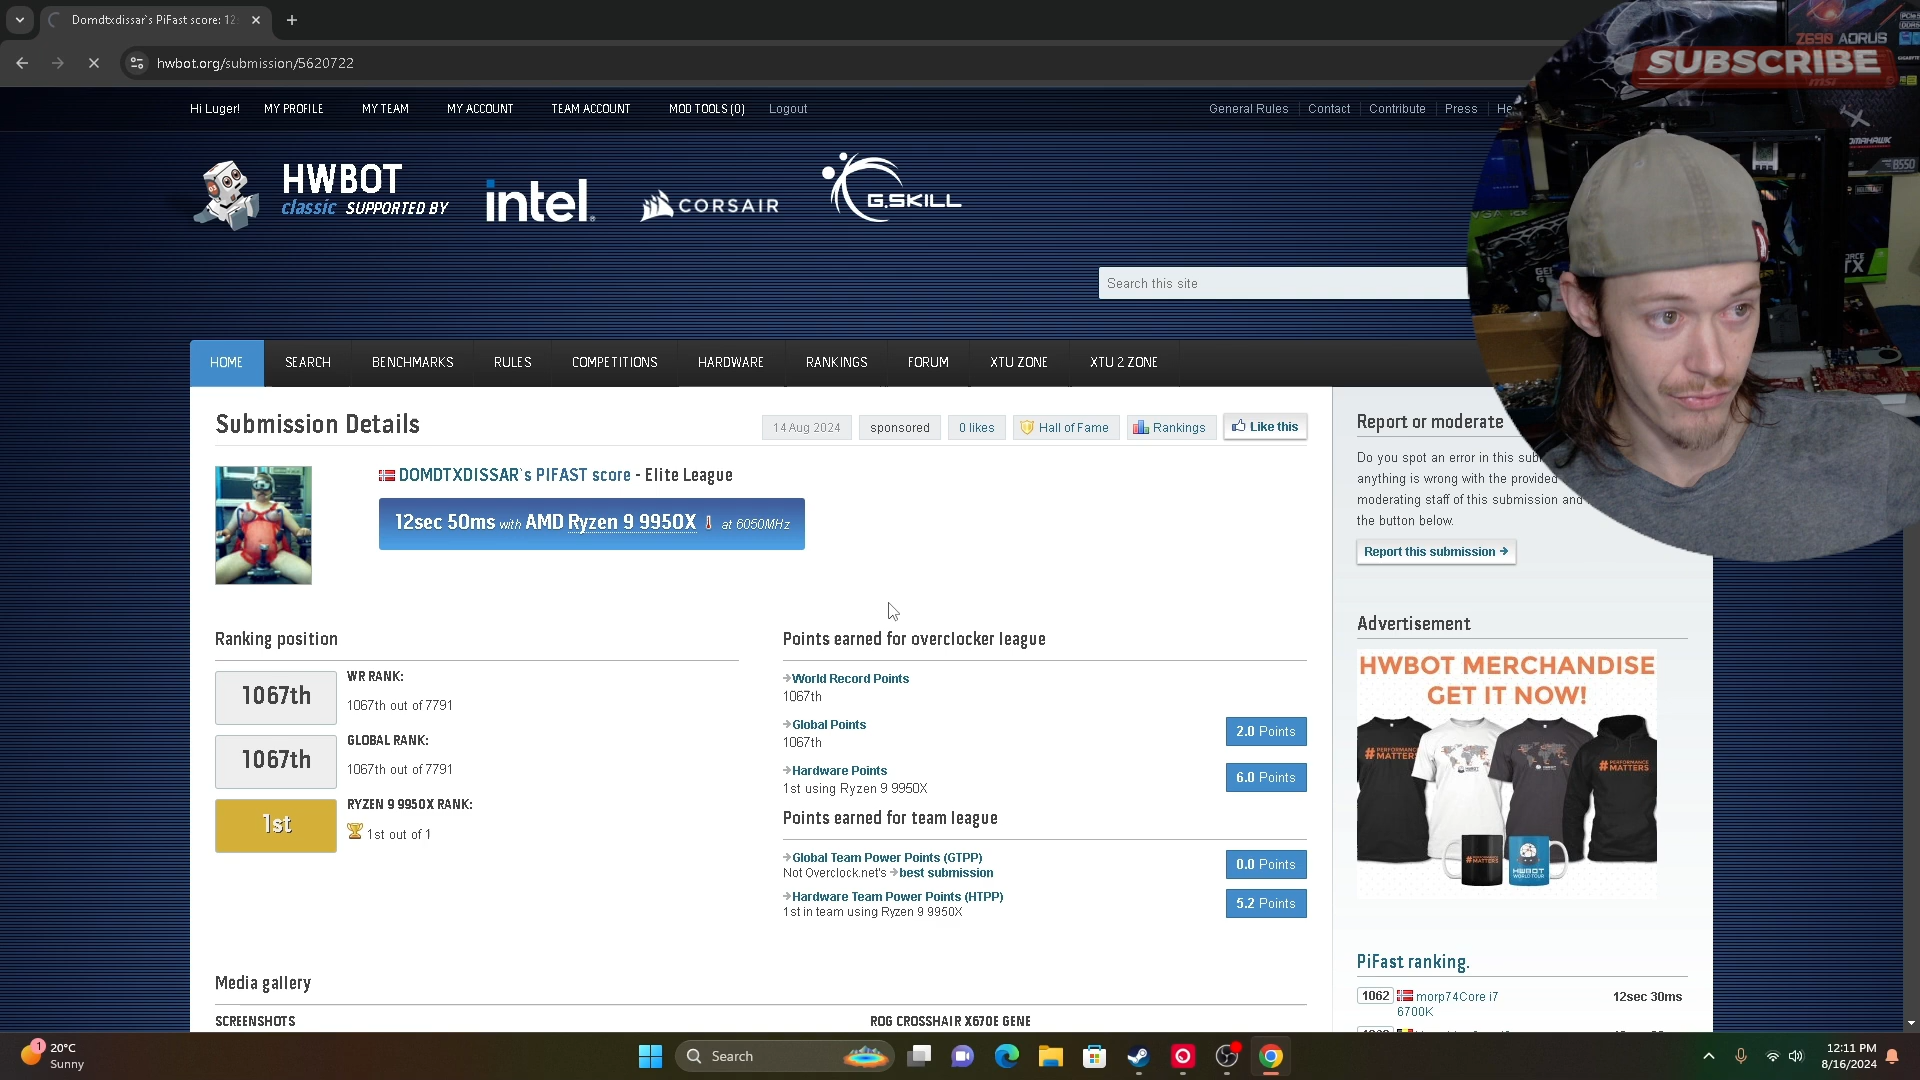 Domdtxdissar`s PiFast score: 12
hwbot.org/submission/5620722
Hi Luger! MY PROFILE MY TEAM MY ACCOUNT TEAM ACCOUNT MOD TOOLS (0) Logout
General Rules Contact Contribute Press
HWBOT
classic SUPPORTED BY
intel.
CORSAIR
G.SKILL
Z690 AORUS
SUBSCRIBE
msi
B550
Search this site
HOME SEARCH BENCHMARKS RULES COMPETITIONS HARDWARE RANKINGS FORUM XTU ZONE XTU 2 ZONE
Submission Details
14 Aug 2024 sponsored 0 likes Hall of Fame Rankings Like this
DOMDTXDISSAR`s PIFAST score - Elite League
12sec 50ms with AMD Ryzen 9 9950X at 6050MHz
Ranking position
1067th
WR RANK:
1067th out of 7791
1067th
GLOBAL RANK:
1067th out of 7791
1st
RYZEN 9 9950X RANK:
1st out of 1
Points earned for overclocker league
World Record Points
1067th
Global Points
1067th
2.0 Points
Hardware Points
1st using Ryzen 9 9950X
6.0 Points
Points earned for team league
Global Team Power Points (GTPP)
Not Overclock.net's best submission
0.0 Points
Hardware Team Power Points (HTPP)
1st in team using Ryzen 9 9950X
5.2 Points
Media gallery
SCREENSHOTS
ROG CROSSHAIR X670E GENE
Report or moderate
Do you spot an error in this
anything is wrong with the provided
moderating staff of this submission and
the button below.
Report this submission
Advertisement
HWBOT MERCHANDISE
GET IT NOW!
#PERFORMANCE
MATTERS
PiFast ranking.
1062 morp74Core i7
6700K
12sec 30ms
1
20°C
Sunny
Search
12:11 PM
8/16/2024